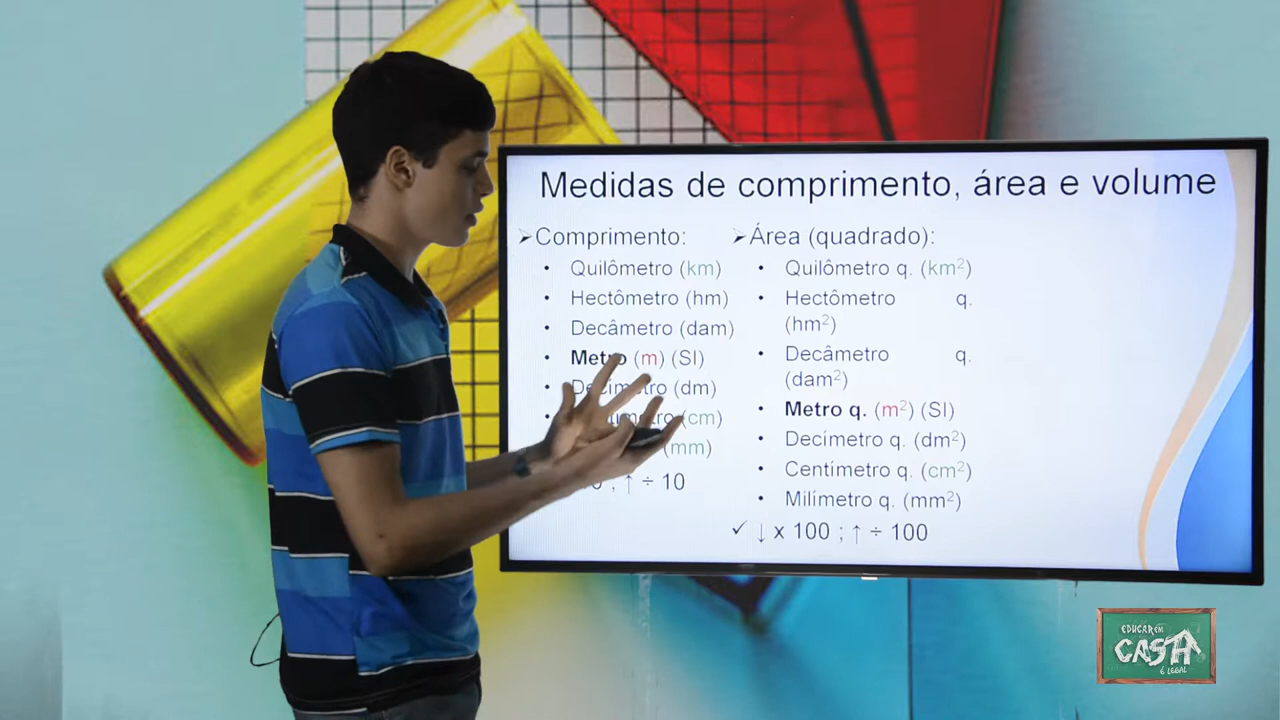 Medidas de comprimento, área e volume
➢Comprimento:
• Quilômetro (km)
• Hectômetro (hm)
• Decâmetro (dam)
• Metro (m) (SI)
• Decímetro (dm)
• (cm)
(mm)
; ↑ ÷ 10
➢Área (quadrado):
• Quilômetro q. (km²)
• Hectômetro q.
(hm²)
• Decâmetro q.
(dam²)
• Metro q. (m²) (SI)
• Decímetro q. (dm²)
• Centímetro q. (cm²)
• Milímetro q. (mm²)
✓ ↓ x 100 ; ↑ ÷ 100
EDUCAR EM
CASA
É LEGAL